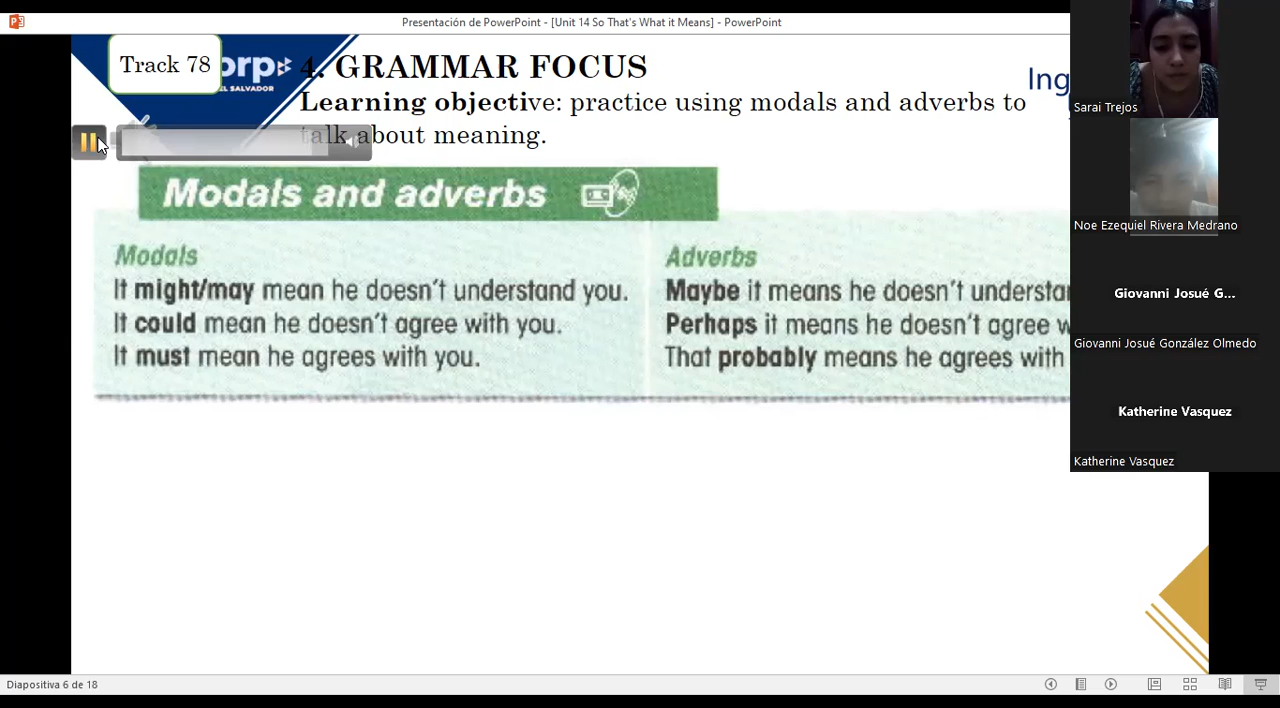 Presentación de PowerPoint - [Unit 14 So That's What it Means] - PowerPoint
Track 78
EL SALVADOR
4. GRAMMAR FOCUS
Learning objective: practice using modals and adverbs to
talk about meaning.
Modals and adverbs
Modals
It might/may mean he doesn't understand you.
It could mean he doesn't agree with you.
It must mean he agrees with you.
Adverbs
Maybe it means he doesn't
Perhaps it means he doesn't agree
That probably means he agrees with
Sarai Trejos
Noe Ezequiel Rivera Medrano
Giovanni Josué G...
Giovanni Josué González Olmedo
Katherine Vasquez
Katherine Vasquez
Diapositiva 6 de 18